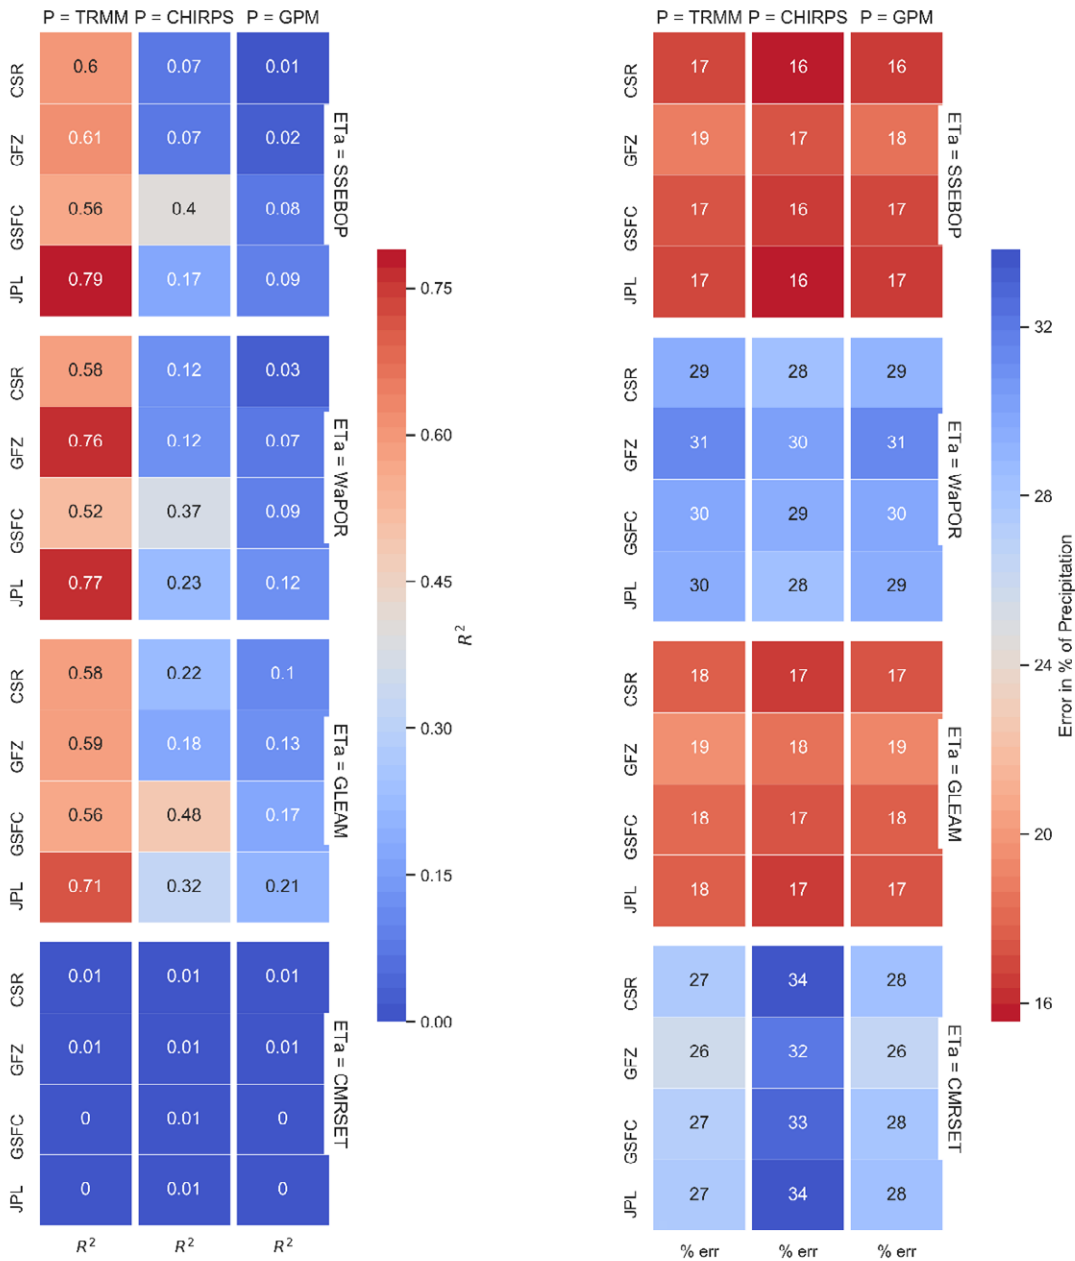 P = TRMM P = CHIRPS P = GPM
CSR 0.6 0.07 0.01
GFZ 0.61 0.07 0.02
GSFC 0.56 0.4 0.08
JPL 0.79 0.17 0.09
ETa = SSEBOP
CSR 0.58 0.12 0.03
GFZ 0.76 0.12 0.07
GSFC 0.52 0.37 0.09
JPL 0.77 0.23 0.12
ETa = WaPOR
CSR 0.58 0.22 0.1
GFZ 0.59 0.18 0.13
GSFC 0.56 0.48 0.17
JPL 0.71 0.32 0.21
ETa = GLEAM
CSR 0.01 0.01 0.01
GFZ 0.01 0.01 0.01
GSFC 0 0.01 0
JPL 0 0.01 0
ETa = CMRSET
R² R² R²
0.75
0.60
0.45
0.30
0.15
0.00
R²
P = TRMM P = CHIRPS P = GPM
CSR 17 16 16
GFZ 19 17 18
GSFC 17 16 17
JPL 17 16 17
ETa = SSEBOP
CSR 29 28 29
GFZ 31 30 31
GSFC 30 29 30
JPL 30 28 29
ETa = WaPOR
CSR 18 17 17
GFZ 19 18 19
GSFC 18 17 18
JPL 18 17 17
ETa = GLEAM
CSR 27 34 28
GFZ 26 32 26
GSFC 27 33 28
JPL 27 34 28
ETa = CMRSET
% err % err % err
32
28
24
20
16
Error in % of Precipitation